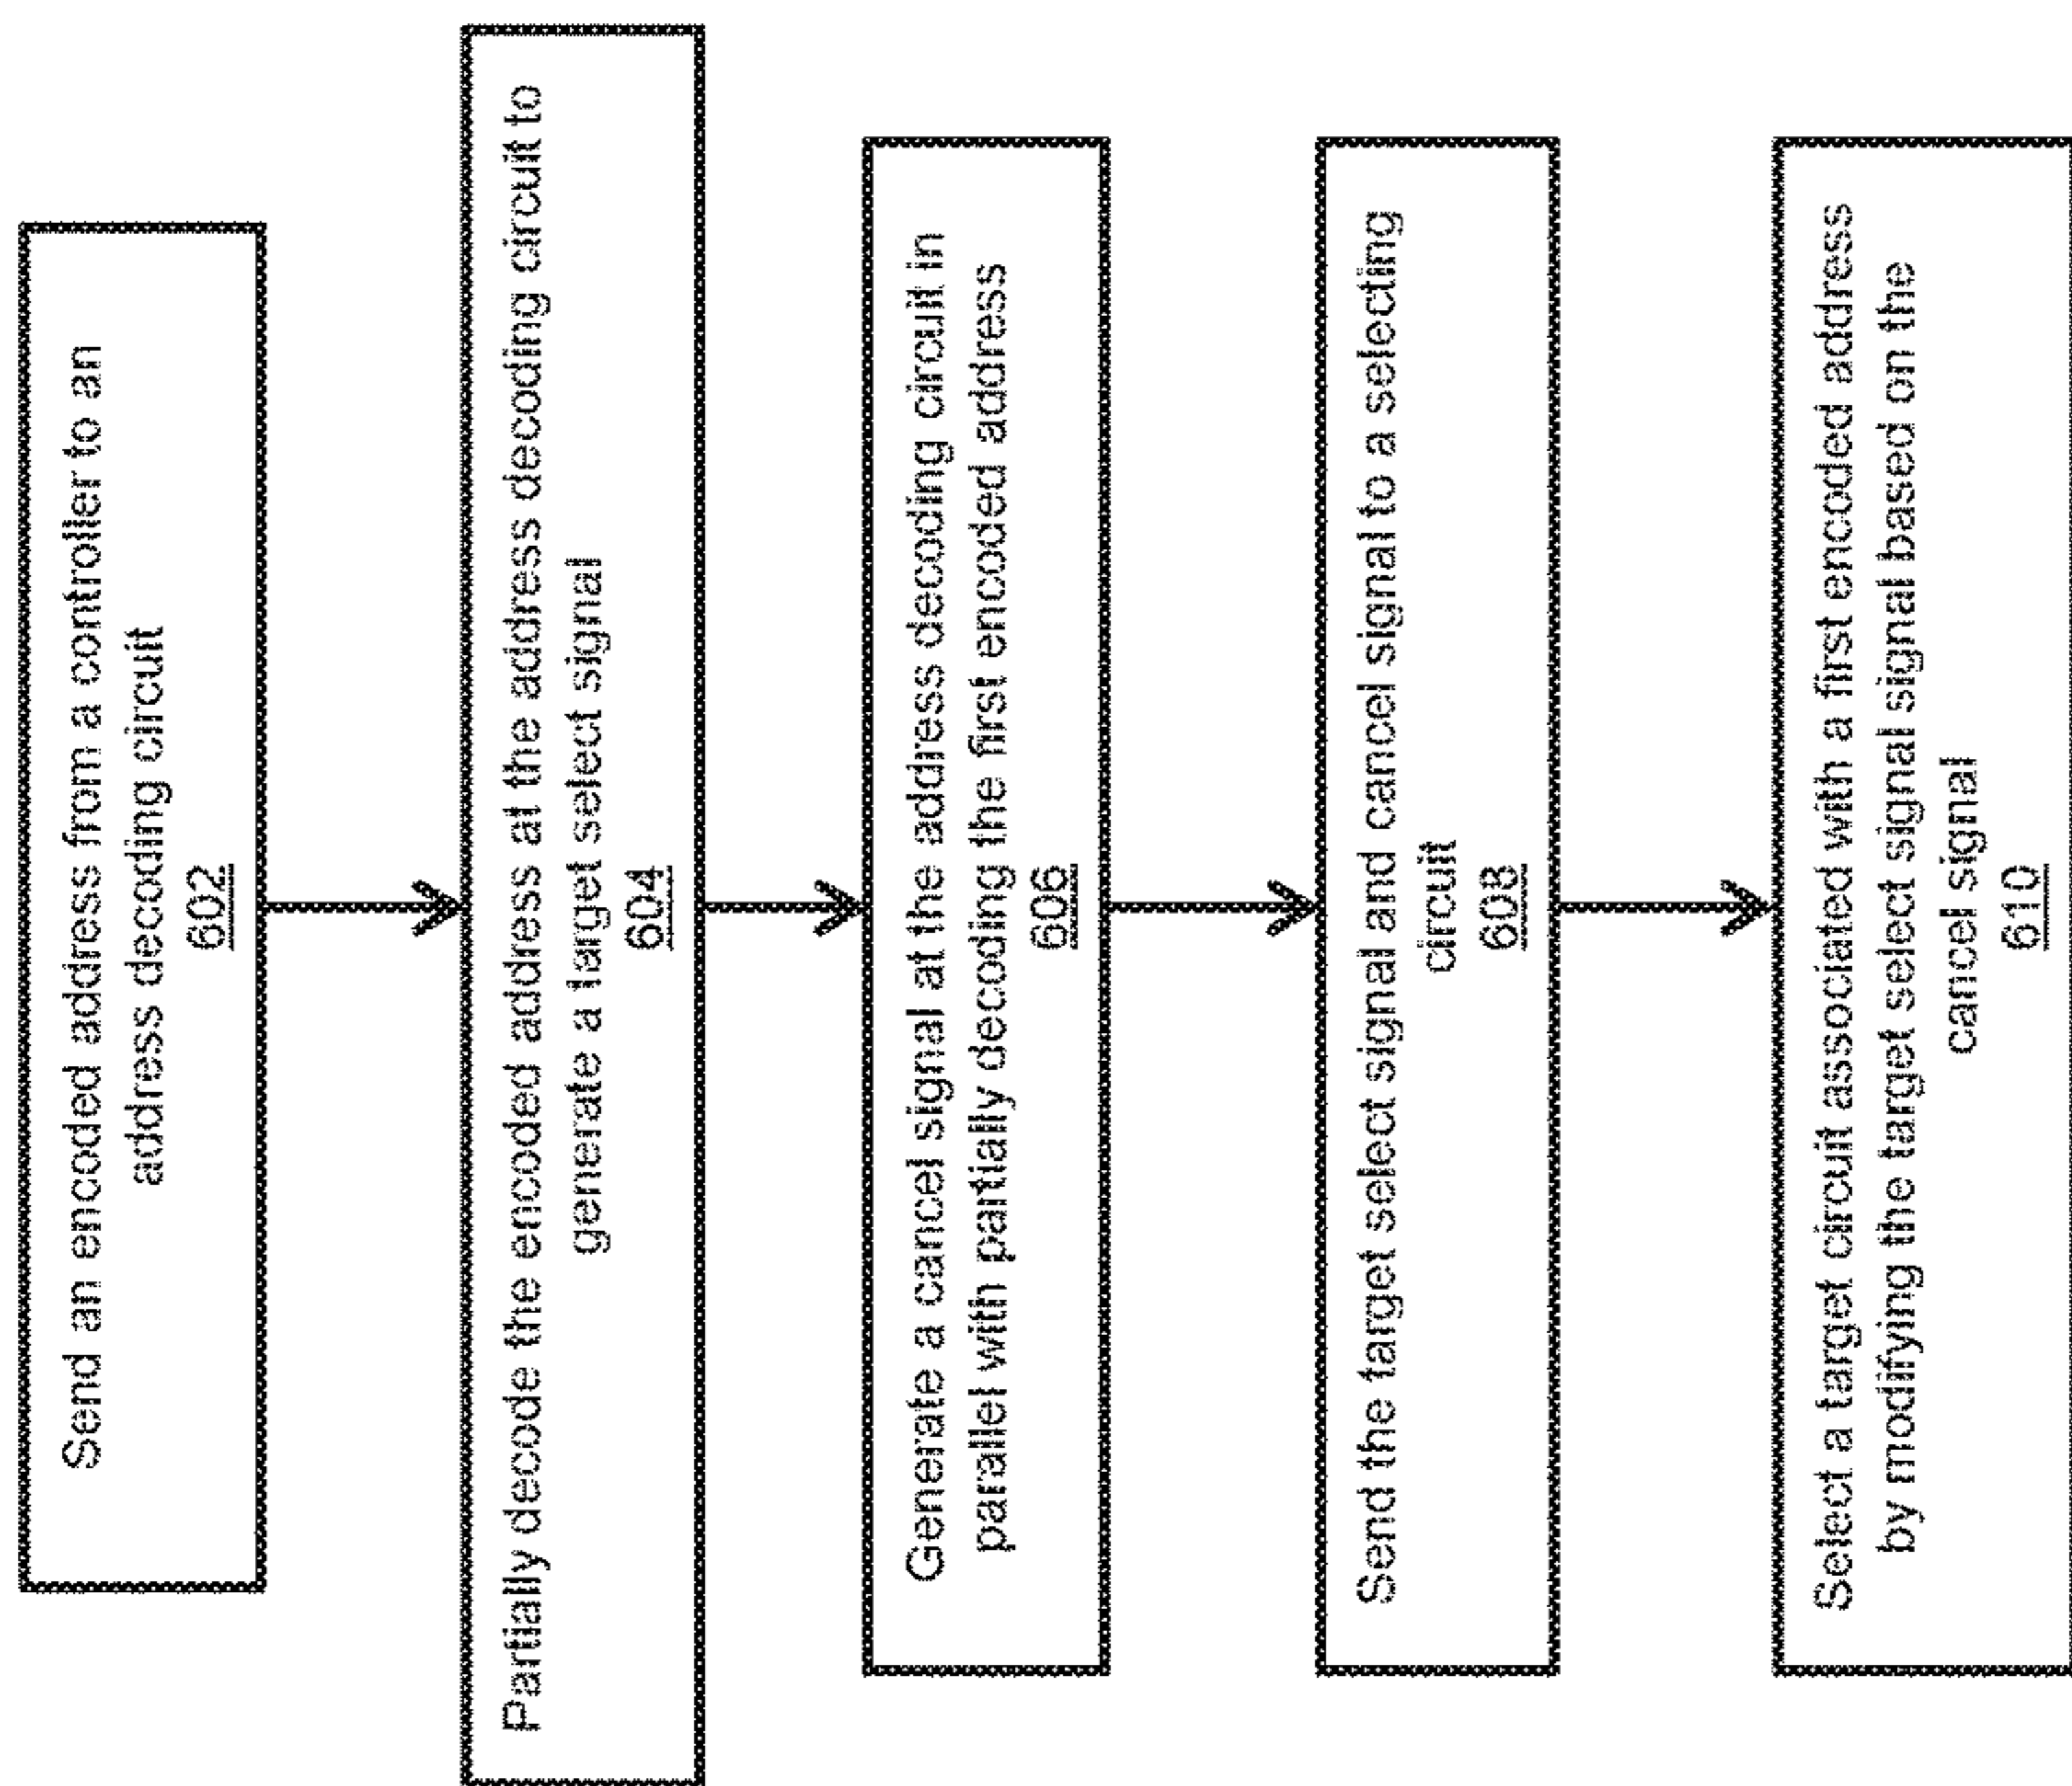 Send an encoded address from a controller to an
address decoding circuit
602
Partially decode the encoded address at the address decoding circuit to
generate a target select signal
604
Generate a cancel signal at the address decoding circuit in
parallel with partially decoding the first encoded address
606
Send the target select signal and cancel signal to a selecting
circuit
608
Select a target circuit associated with a first encoded address
by modifying the target select signal signal based on the
cancel signal
610